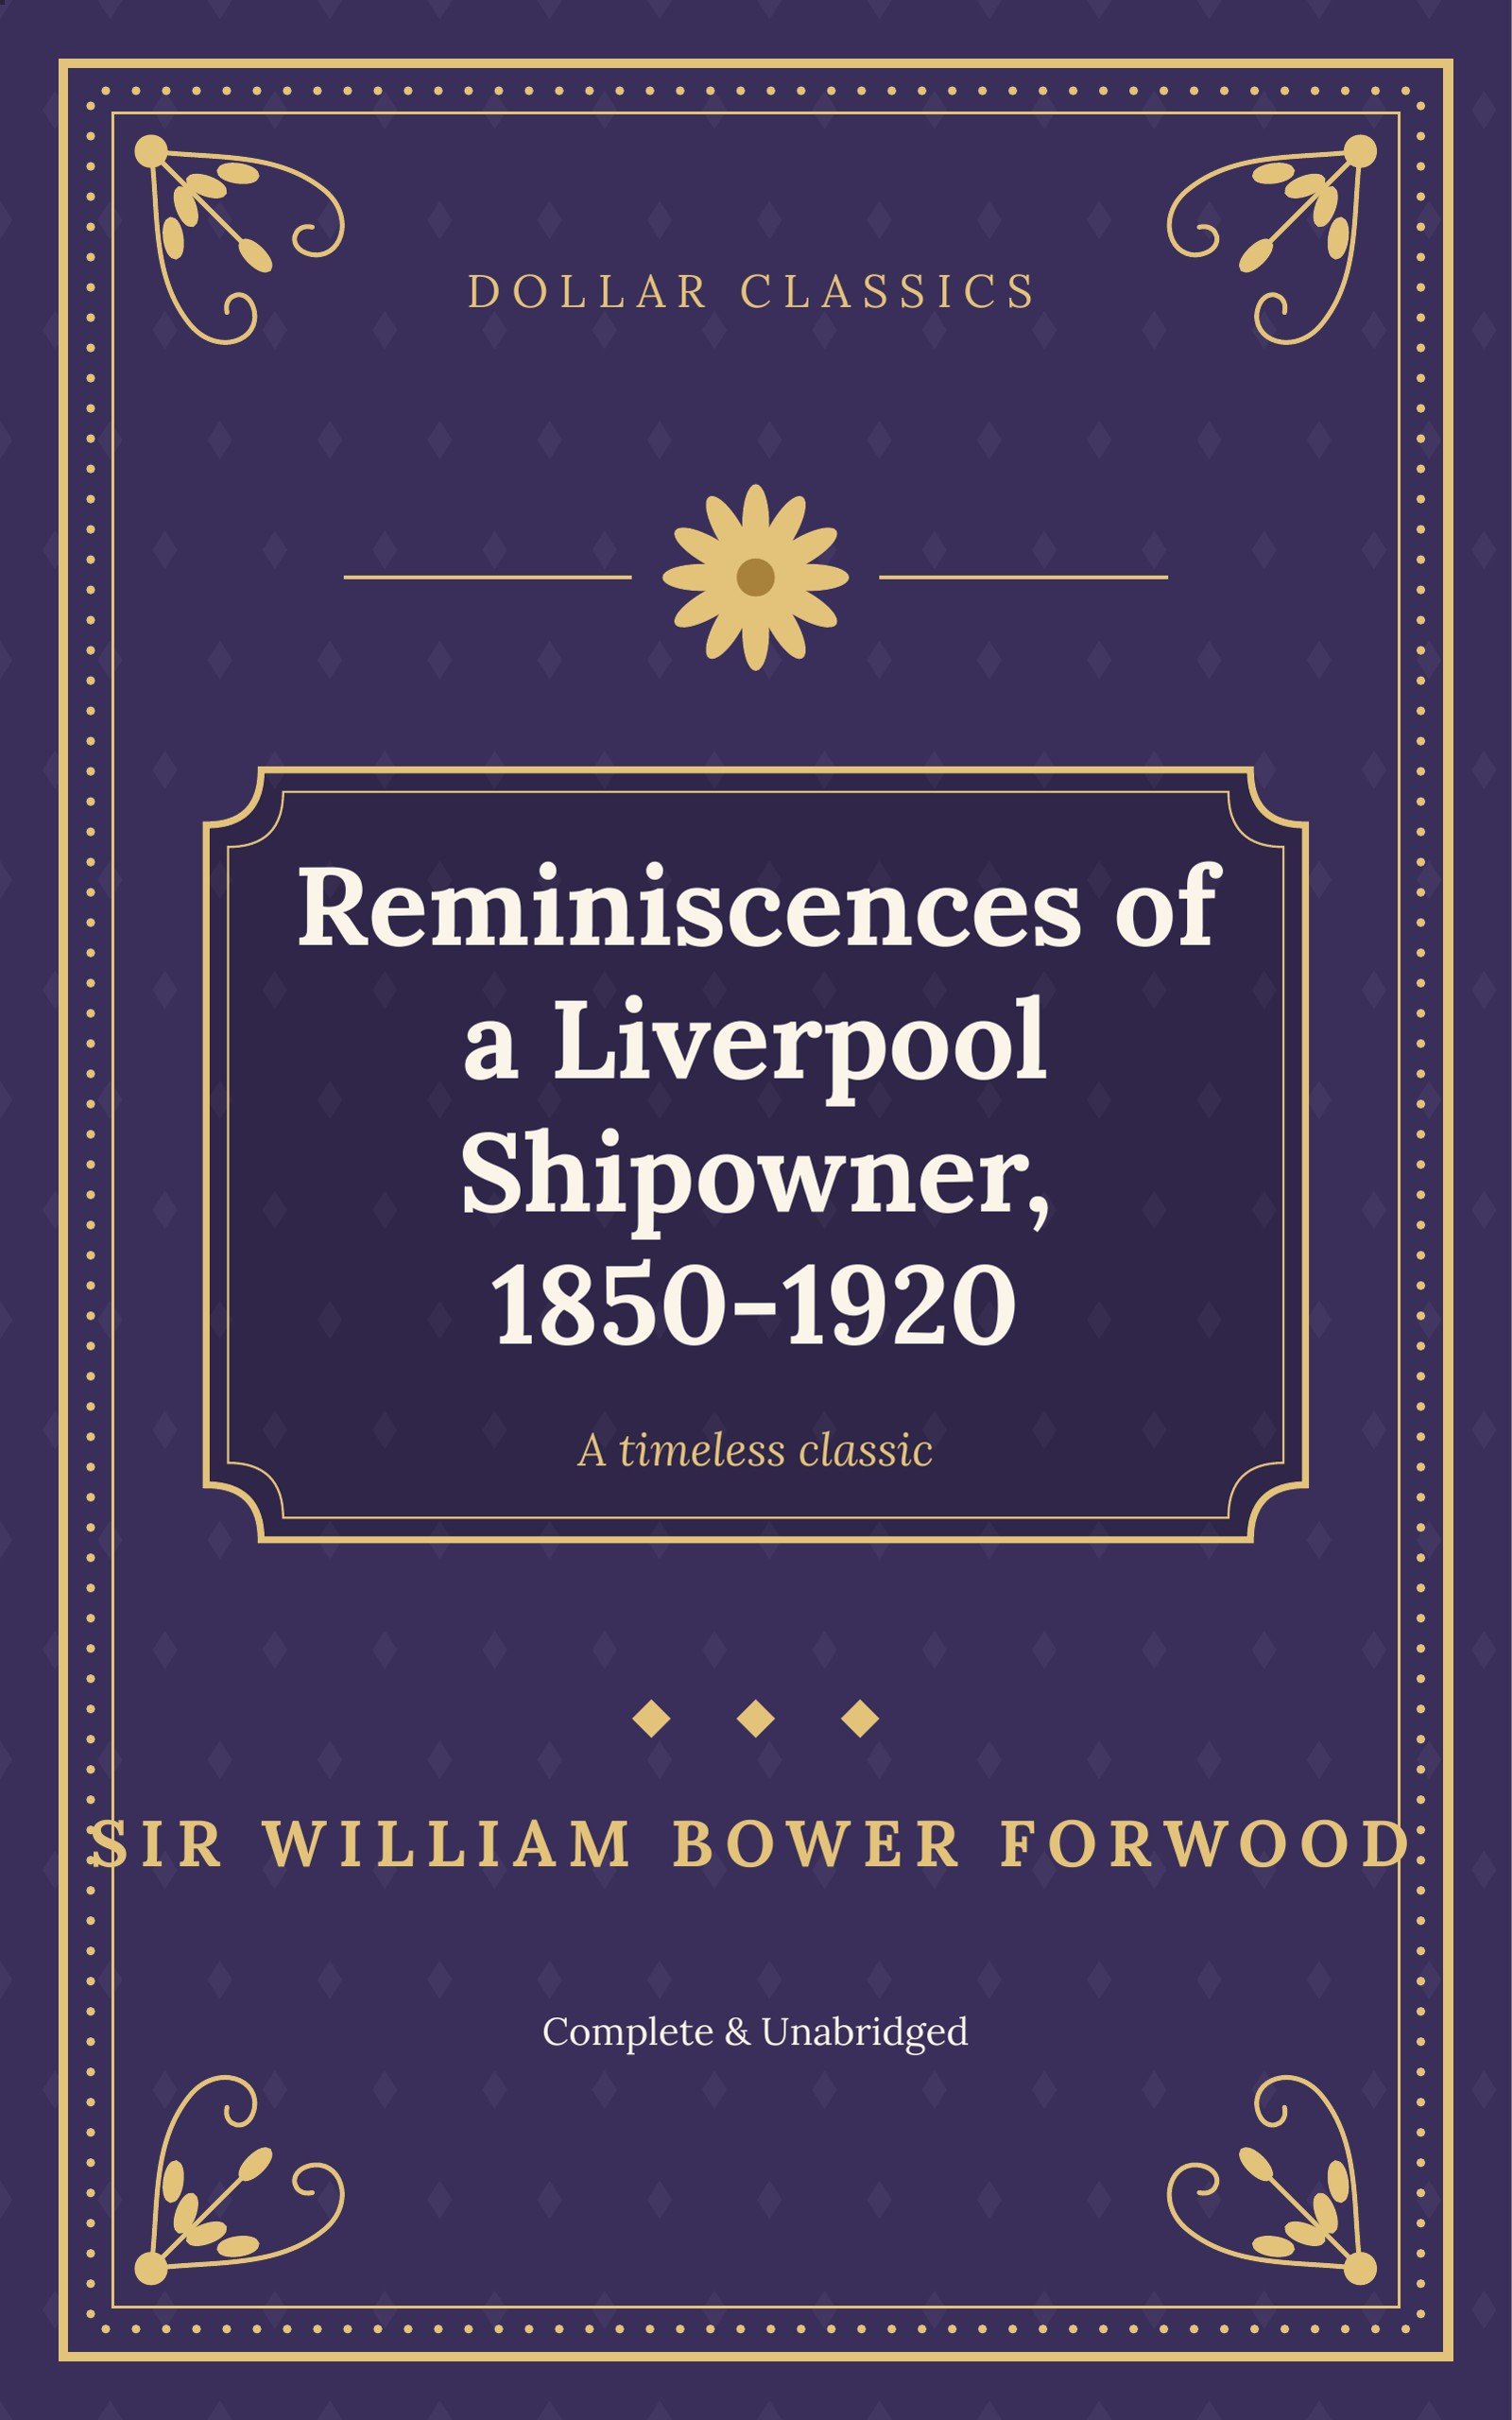 DOLLAR CLASSICS
Reminiscences of
a Liverpool
Shipowner,
1850–1920
A timeless classic
SIR WILLIAM BOWER FORWOOD
Complete & Unabridged